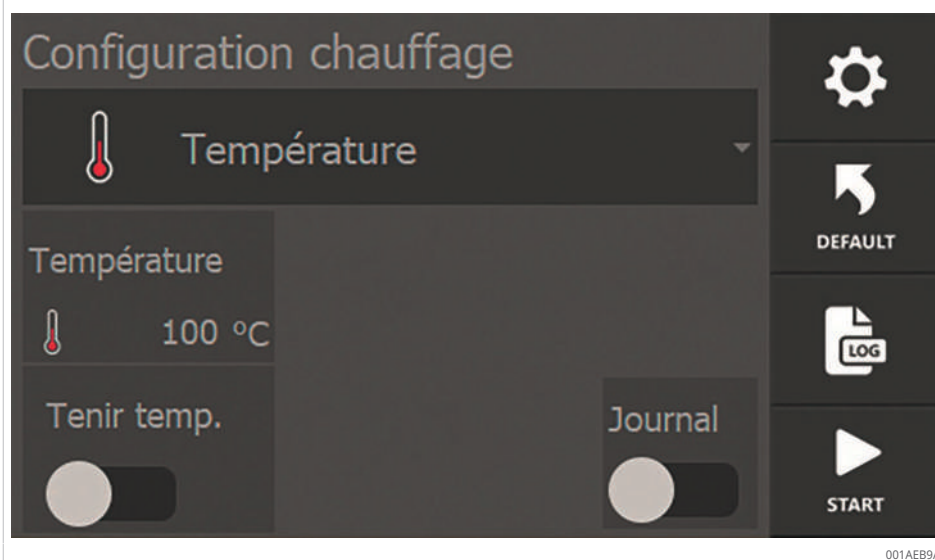 Configuration chauffage
Température
DEFAULT
Température
100 °C
LOG
Tenir temp.
Journal
START
001AEB9